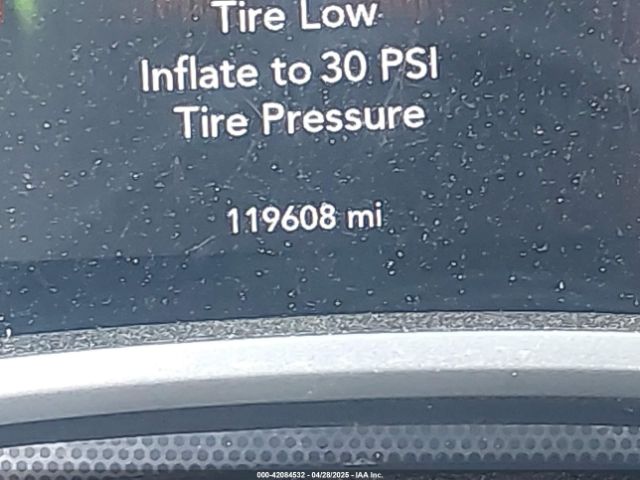 Tire Low
Inflate to 30 PSI
Tire Pressure
119608 mi
000-42084532 - 04/28/2025 - IAA Inc.